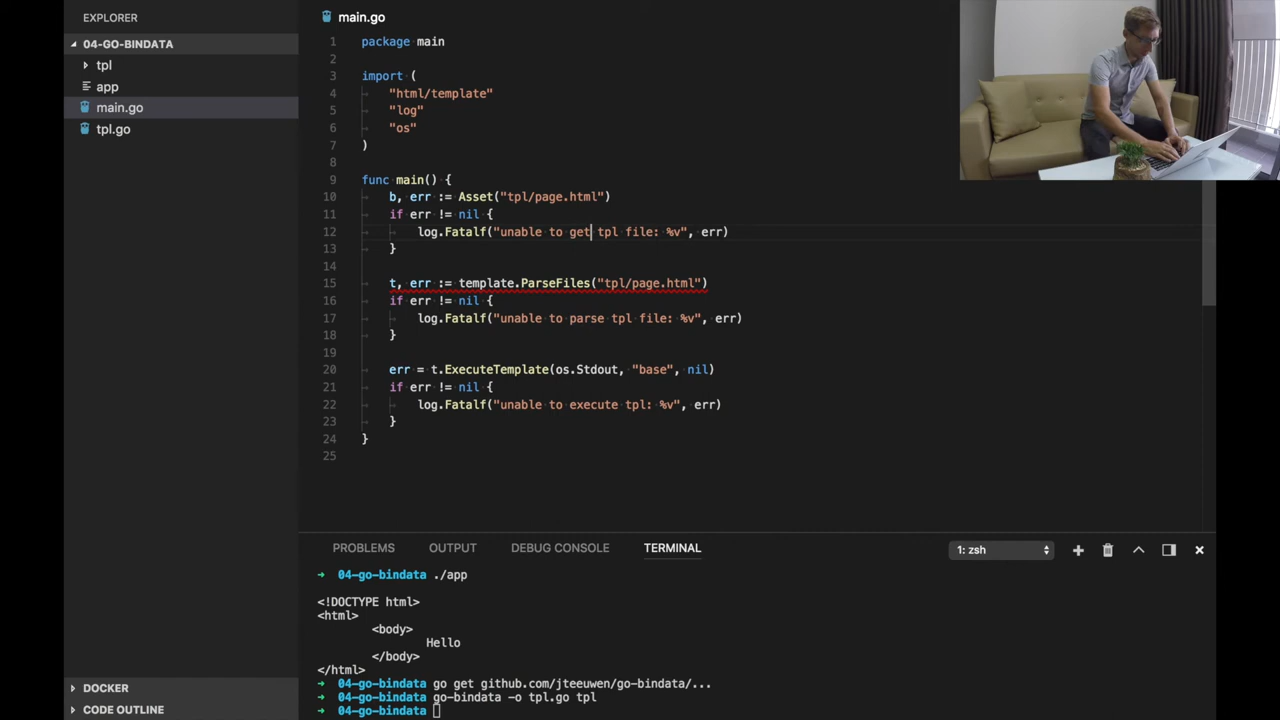 EXPLORER
04-GO-BINDATA
tpl
app
main.go
tpl.go
DOCKER
CODE OUTLINE
main.go
1 package main
2
3 import (
4 "html/template"
5 "log"
6 "os"
7 )
8
9 func main() {
10 b, err := Asset("tpl/page.html")
11 if err != nil {
12 log.Fatalf("unable to get tpl file: %v", err)
13 }
14
15 t, err := template.ParseFiles("tpl/page.html")
16 if err != nil {
17 log.Fatalf("unable to parse tpl file: %v", err)
18 }
19
20 err = t.ExecuteTemplate(os.Stdout, "base", nil)
21 if err != nil {
22 log.Fatalf("unable to execute tpl: %v", err)
23 }
24 }
25
PROBLEMS OUTPUT DEBUG CONSOLE TERMINAL 1: zsh
➜ 04-go-bindata ./app
<!DOCTYPE html>
<html>
<body>
Hello
</body>
</html>
➜ 04-go-bindata go get github.com/jteeuwen/go-bindata/...
➜ 04-go-bindata go-bindata -o tpl.go tpl
➜ 04-go-bindata